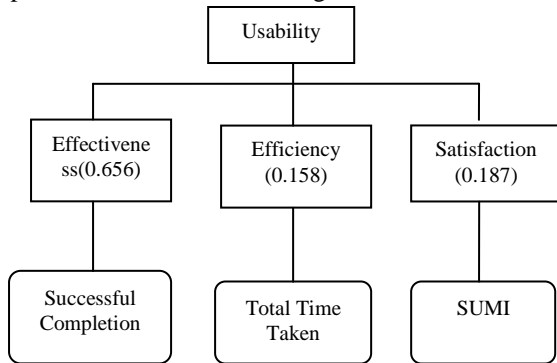 Usability
Effectivene
ss(0.656)
Efficiency
(0.158)
Satisfaction
(0.187)
Successful
Completion
Total Time
Taken
SUMI